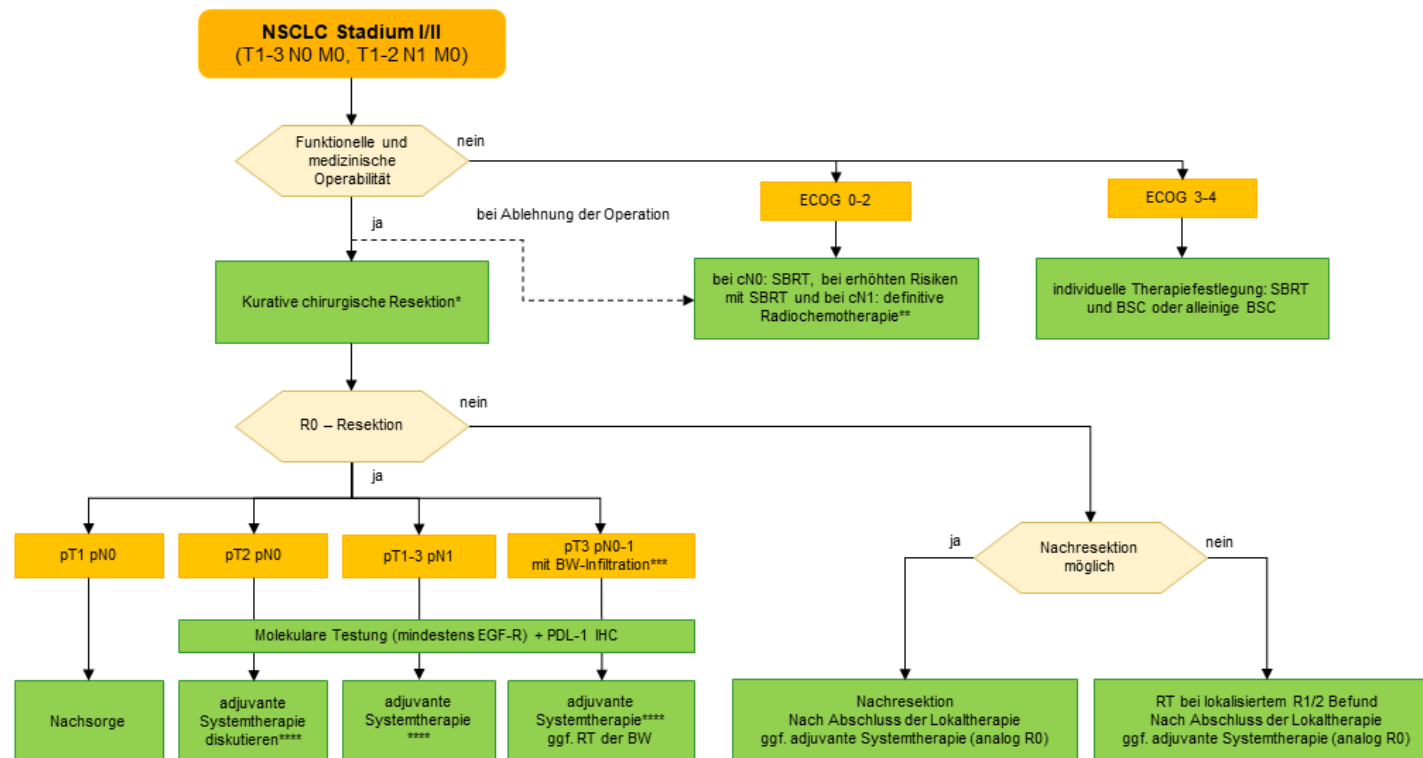 NSCLC Stadium I/II
(T1-3 N0 M0, T1-2 N1 M0)
Funktionelle und
medizinische
Operabilität
nein
ja
bei Ablehnung der Operation
ECOG 0-2
ECOG 3-4
Kurative chirurgische Resektion*
bei cN0: SBRT, bei erhöhten Risiken
mit SBRT und bei cN1: definitive
Radiochemotherapie**
individuelle Therapiefestlegung: SBRT
und BSC oder alleinige BSC
R0 – Resektion
nein
ja
pT1 pN0
pT2 pN0
pT1-3 pN1
pT3 pN0-1
mit BW-Infiltration***
ja
Nachresektion
möglich
nein
Molekulare Testung (mindestens EGF-R) + PDL-1 IHC
Nachsorge
adjuvante
Systemtherapie
diskutieren****
adjuvante
Systemtherapie
****
adjuvante
Systemtherapie****
ggf. RT der BW
Nachresektion
Nach Abschluss der Lokaltherapie
ggf. adjuvante Systemtherapie (analog R0)
RT bei lokalisiertem R1/2 Befund
Nach Abschluss der Lokaltherapie
ggf. adjuvante Systemtherapie (analog R0)